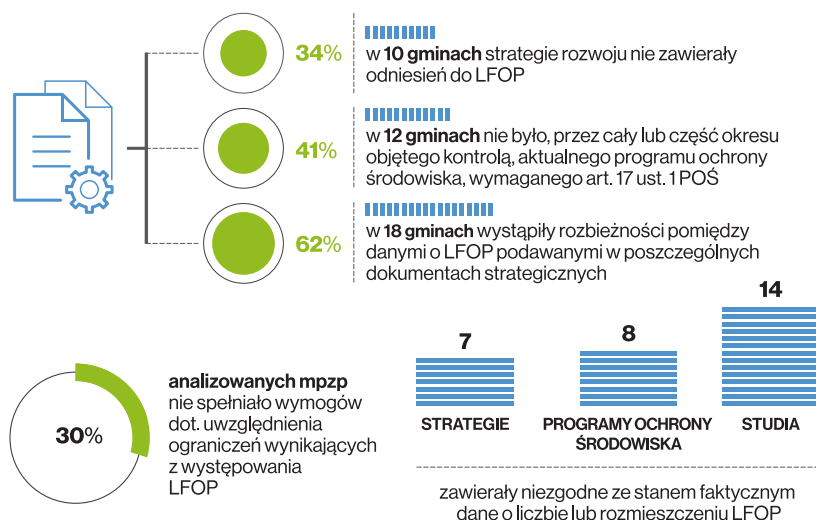 34%
w 10 gminach strategie rozwoju nie zawierały
odniesień do LFOP
41%
w 12 gminach nie było, przez cały lub część okresu
objętego kontrolą, aktualnego programu ochrony
środowiska, wymaganego art. 17 ust. 1 POŚ
62%
w 18 gminach wystąpiły rozbieżności pomiędzy
danymi o LFOP podawanymi w poszczególnych
dokumentach strategicznych
30%
analizowanych mpzp
nie spełniało wymogów
dot. uwzględnienia
ograniczeń wynikających
z występowania
LFOP
7
STRATEGIE
8
PROGRAMY OCHRONY
ŚRODOWISKA
14
STUDIA
zawierały niezgodne ze stanem faktycznym
dane o liczbie lub rozmieszczeniu LFOP